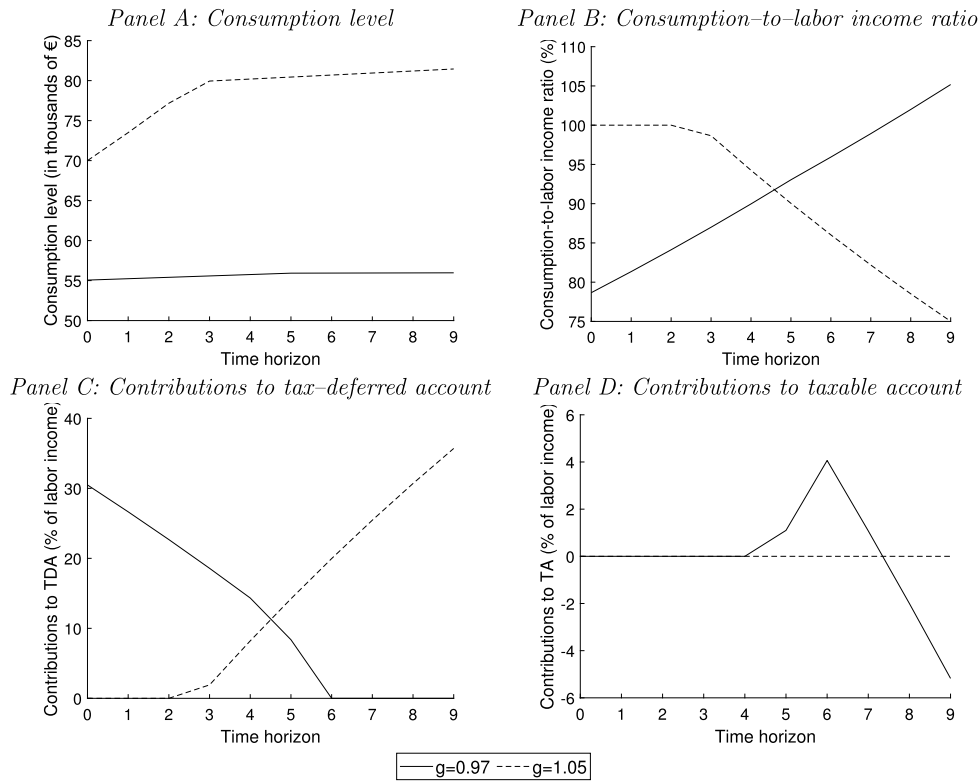 Panel A: Consumption level
Consumption level (in thousands of €)
85
80
75
70
65
60
55
50
0 1 2 3 4 5 6 7 8 9
Time horizon
Panel B: Consumption–to–labor income ratio
Consumption-to-labor income ratio (%)
110
105
100
95
90
85
80
75
0 1 2 3 4 5 6 7 8 9
Time horizon
Panel C: Contributions to tax–deferred account
Contributions to TDA (% of labor income)
40
30
20
10
0
0 1 2 3 4 5 6 7 8 9
Time horizon
Panel D: Contributions to taxable account
Contributions to TA (% of labor income)
6
4
2
0
-2
-4
-6
0 1 2 3 4 5 6 7 8 9
Time horizon
g=0.97 g=1.05